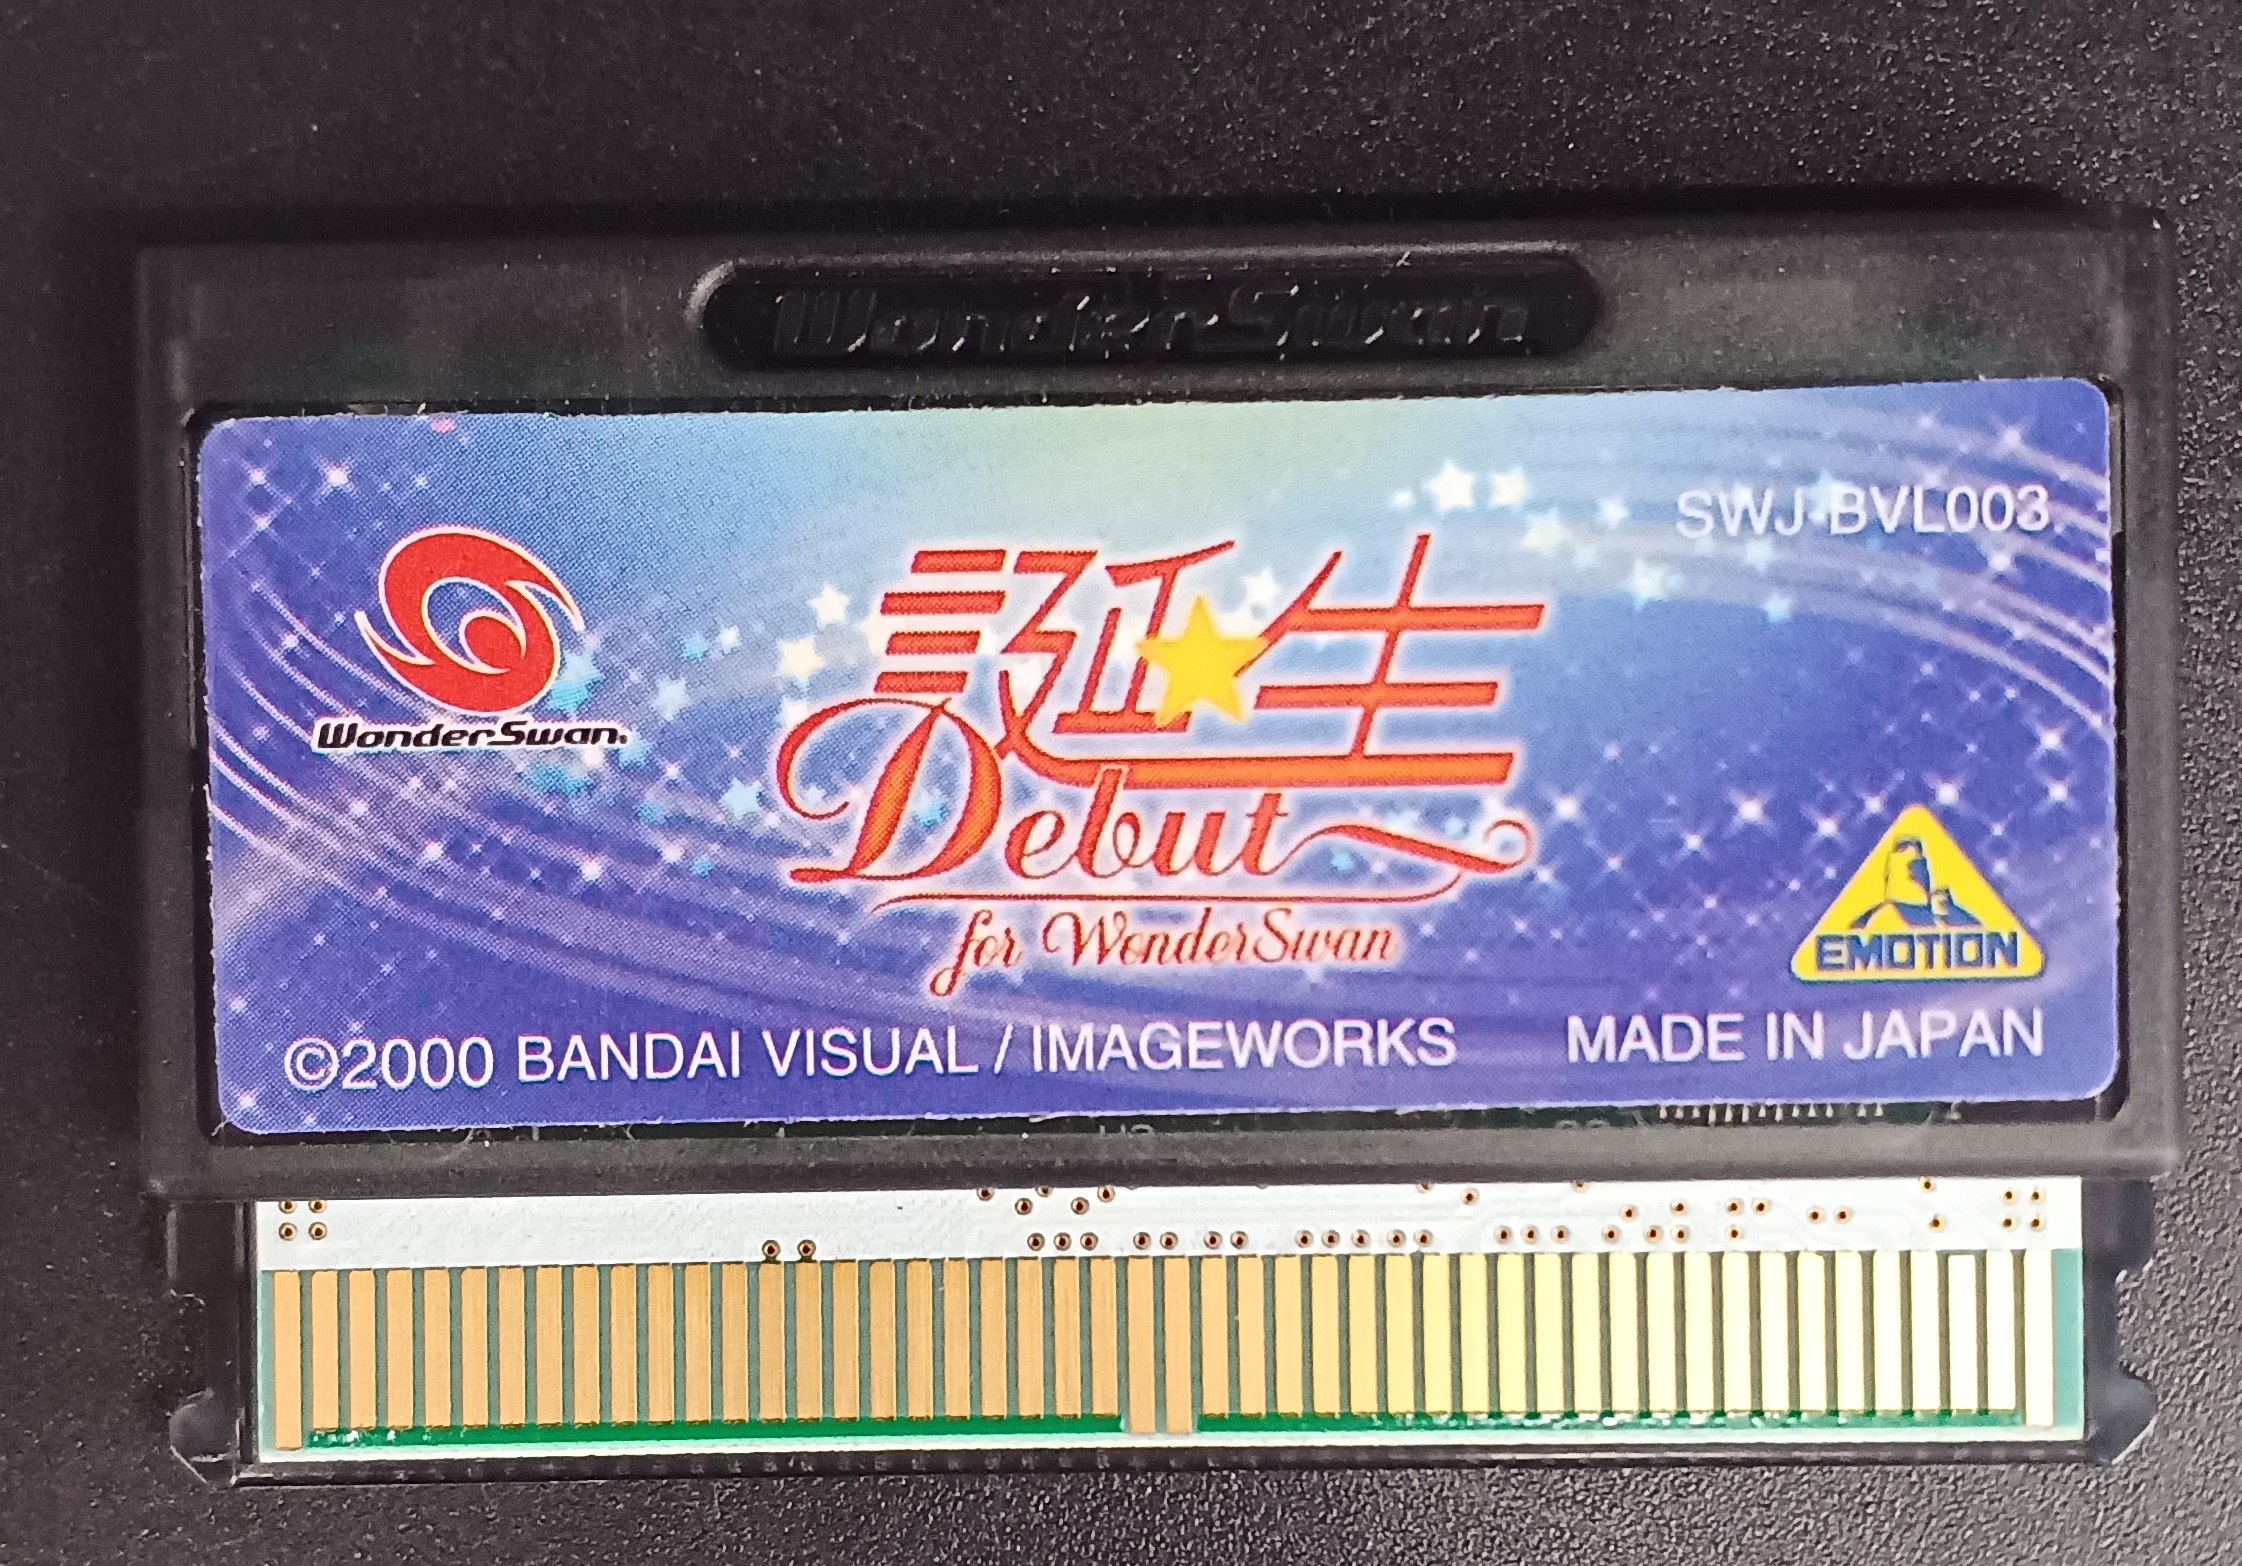 WonderSwan
SWJ-BVL003
WonderSwan
誕生
Debut
for WonderSwan
EMOTION
©2000 BANDAI VISUAL / IMAGEWORKS
MADE IN JAPAN